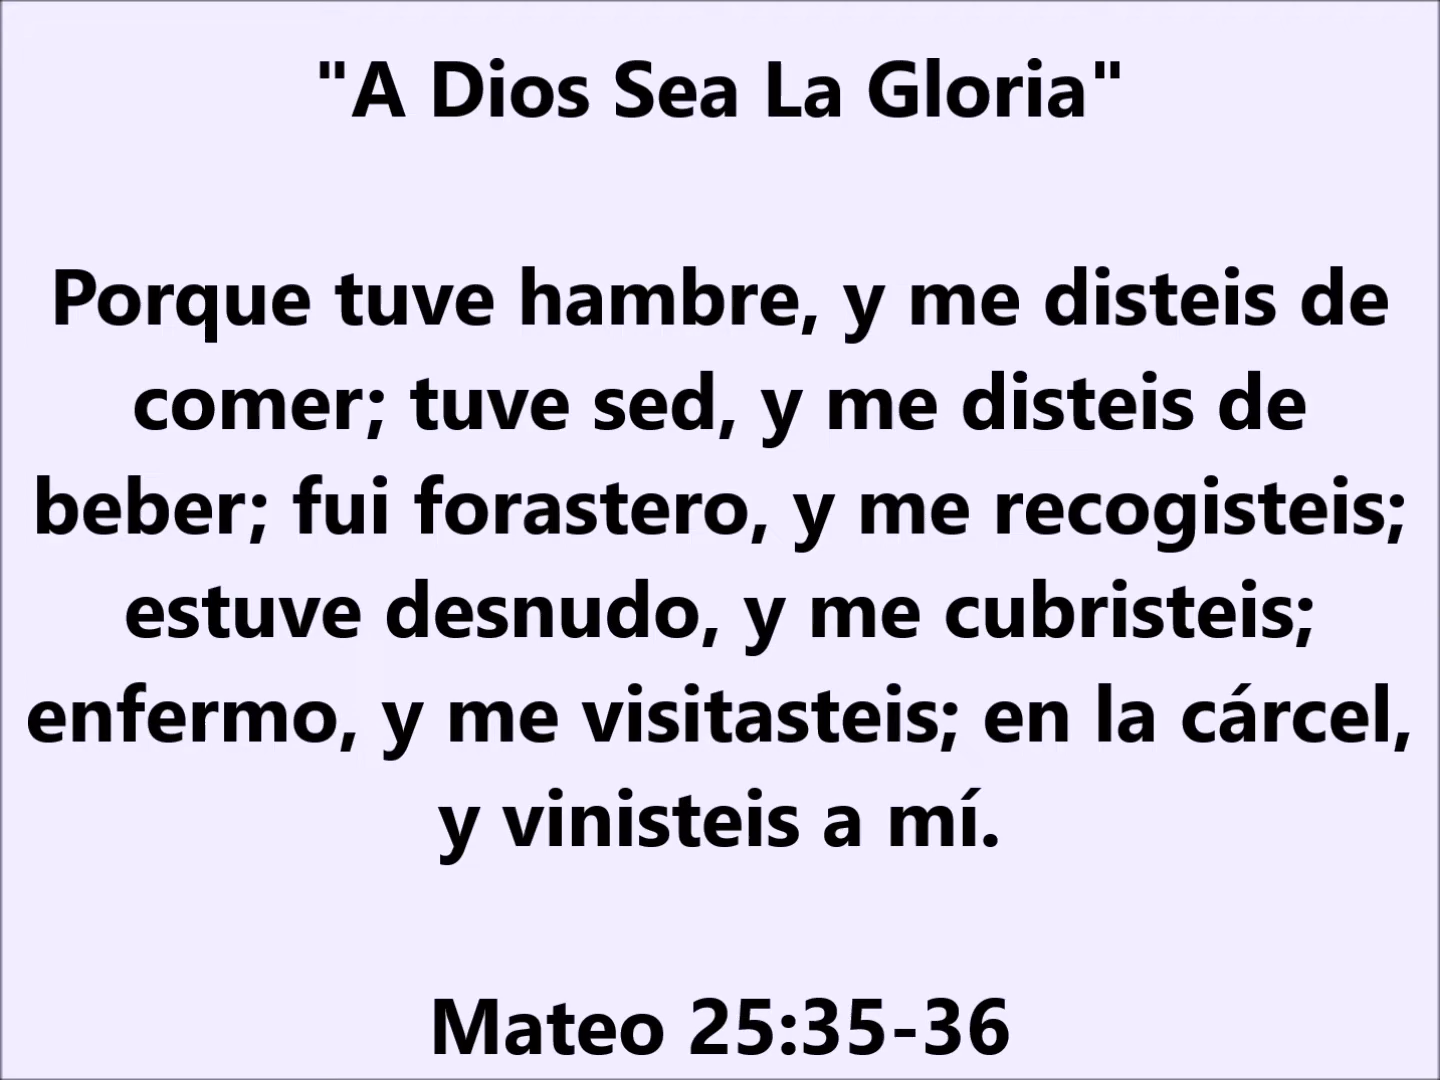 "A Dios Sea La Gloria"
Porque tuve hambre, y me disteis de
comer; tuve sed, y me disteis de
beber; fui forastero, y me recogisteis;
estuve desnudo, y me cubristeis;
enfermo, y me visitasteis; en la cárcel,
y vinisteis a mí.
Mateo 25:35-36